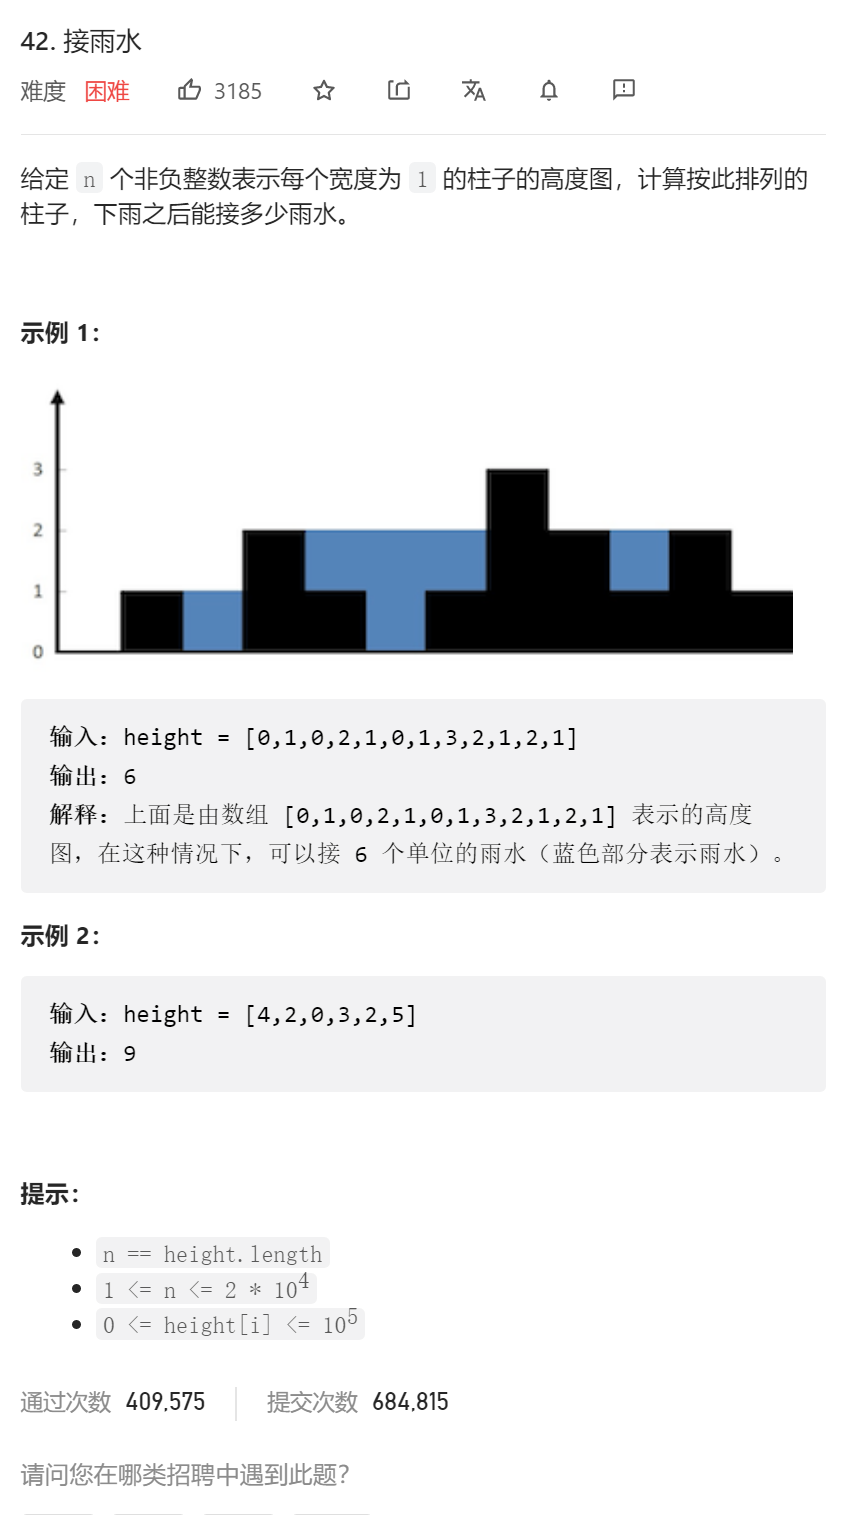 42. 接雨水
难度 困难 3185
给定 n 个非负整数表示每个宽度为 1 的柱子的高度图，计算按此排列的
柱子，下雨之后能接多少雨水。
示例 1：
3
2
1
0
输入：height = [0,1,0,2,1,0,1,3,2,1,2,1]
输出：6
解释：上面是由数组 [0,1,0,2,1,0,1,3,2,1,2,1] 表示的高度
图，在这种情况下，可以接 6 个单位的雨水（蓝色部分表示雨水）。
示例 2：
输入：height = [4,2,0,3,2,5]
输出：9
提示：
n == height.length
1 <= n <= 2 * 10⁴
0 <= height[i] <= 10⁵
通过次数 409,575 提交次数 684,815
请问您在哪类招聘中遇到此题？